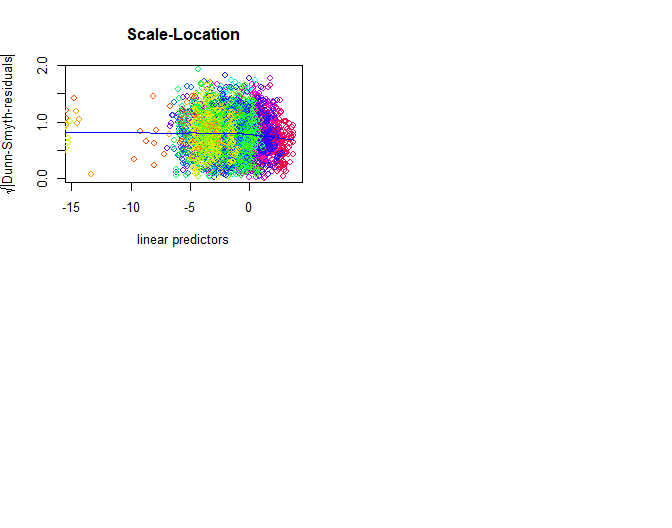 Scale-Location
√|Dunn-Smyth-residuals|
2.0
1.0
0.0
-15 -10 -5 0
linear predictors